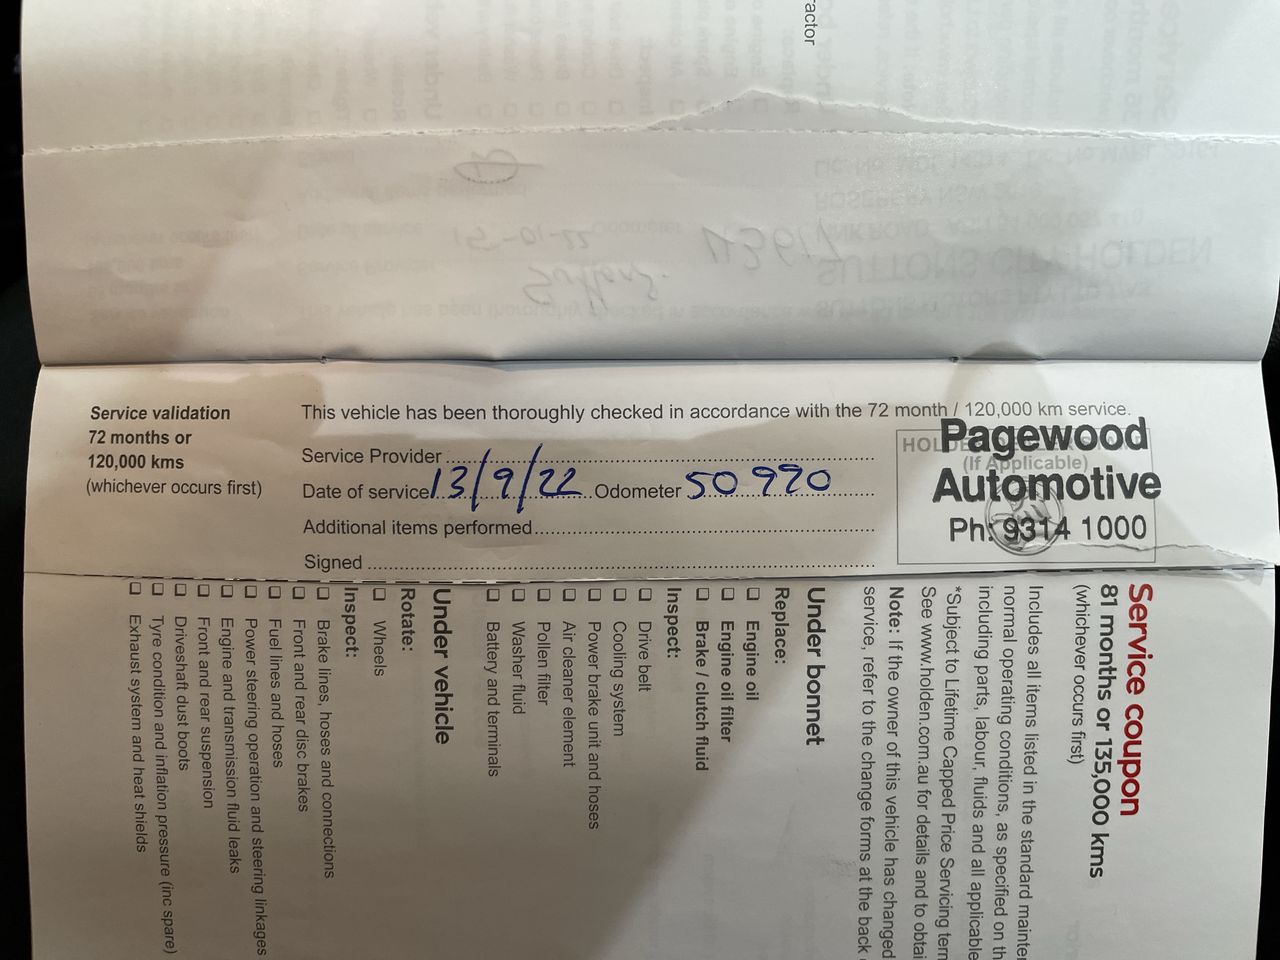 actor
Service validation
72 months or
120,000 kms
(whichever occurs first)
This vehicle has been thoroughly checked in accordance with the 72 month / 120,000 km service.
Service Provider
Date of service 13/9/22 Odometer 50 990
Additional items performed
Signed
(If Applicable)
Pagewood
Automotive
Ph: 9314 1000
Service coupon
81 months or 135,000 kms
(whichever occurs first)
Includes all items listed in the standard
normal operating conditions, as specified on
including parts, labour, fluids and all applicable
*Subject to Lifetime Capped Price Servicing
See www.holden.com.au for details and to
Note: If the owner of this vehicle has changed
service, refer to the change forms at the back
Under bonnet
Replace:
❏ Engine oil
❏ Engine oil filter
❏ Brake / clutch fluid
Inspect:
❏ Drive belt
❏ Cooling system
❏ Power brake unit and hoses
❏ Air cleaner element
❏ Pollen filter
❏ Washer fluid
❏ Battery and terminals
Under vehicle
Rotate:
❏ Wheels
Inspect:
❏ Brake lines, hoses and connections
❏ Front and rear disc brakes
❏ Fuel lines and hoses
❏ Power steering operation and steering linkages
❏ Engine and transmission fluid leaks
❏ Front and rear suspension
❏ Driveshaft dust boots
❏ Tyre condition and inflation pressure (inc spare)
❏ Exhaust system and heat shields